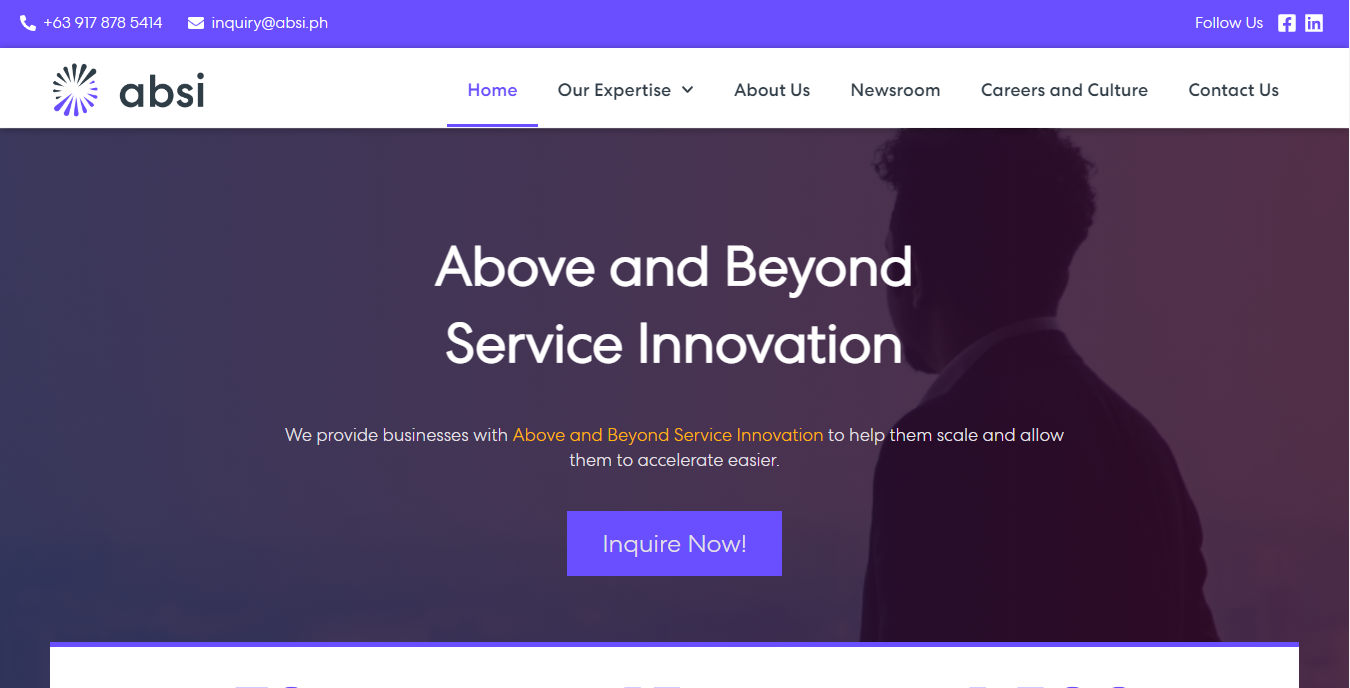 +63 917 878 5414 inquiry@absi.ph Follow Us
absi Home Our Expertise About Us Newsroom Careers and Culture Contact Us
Above and Beyond
Service Innovation
We provide businesses with Above and Beyond Service Innovation to help them scale and allow
them to accelerate easier.
Inquire Now!